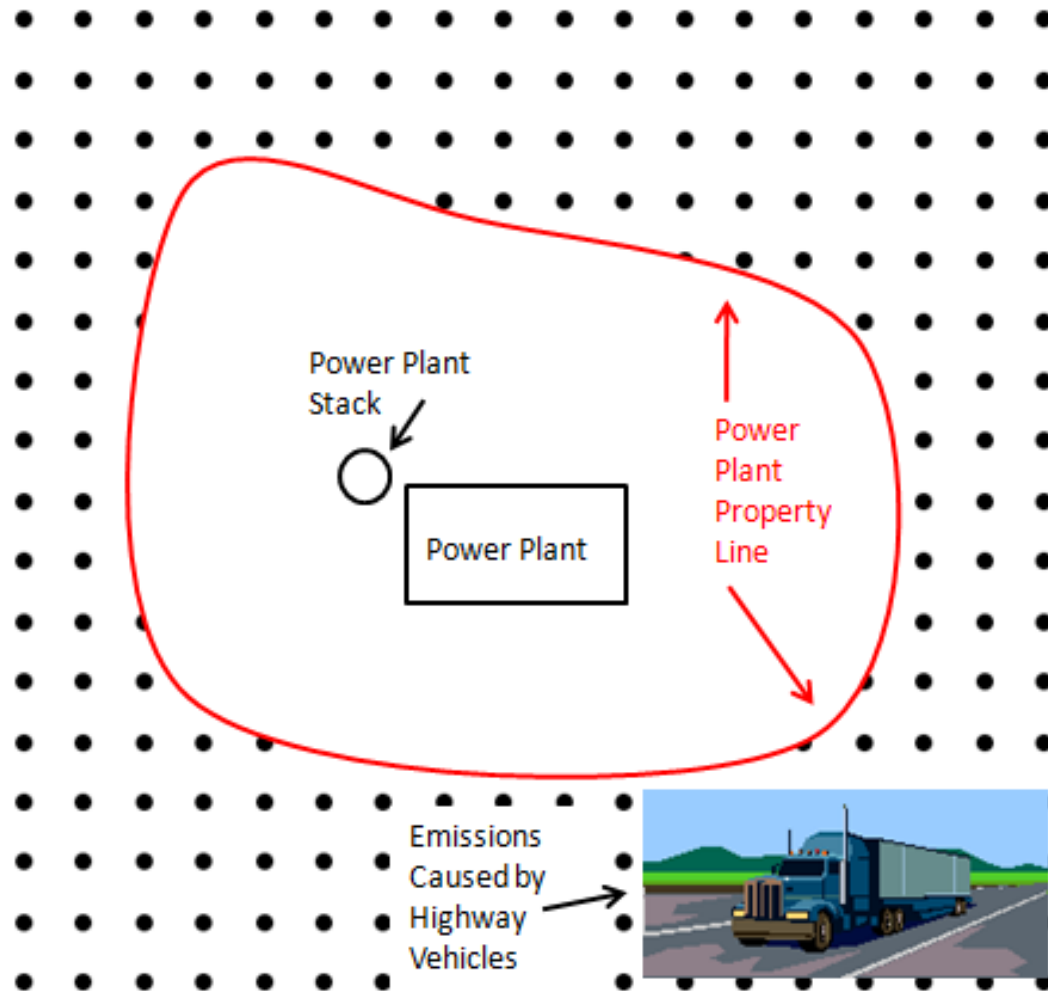 Power Plant
Stack
Power Plant
Power
Plant
Property
Line
Emissions
Caused by
Highway
Vehicles